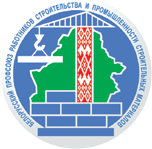 БЕЛОРУССКИЙ ПРОФСОЮЗ РАБОТНИКОВ СТРОИТЕЛЬСТВА И ПРОМЫШЛЕННОСТИ СТРОИТЕЛЬНЫХ МАТЕРИАЛОВ